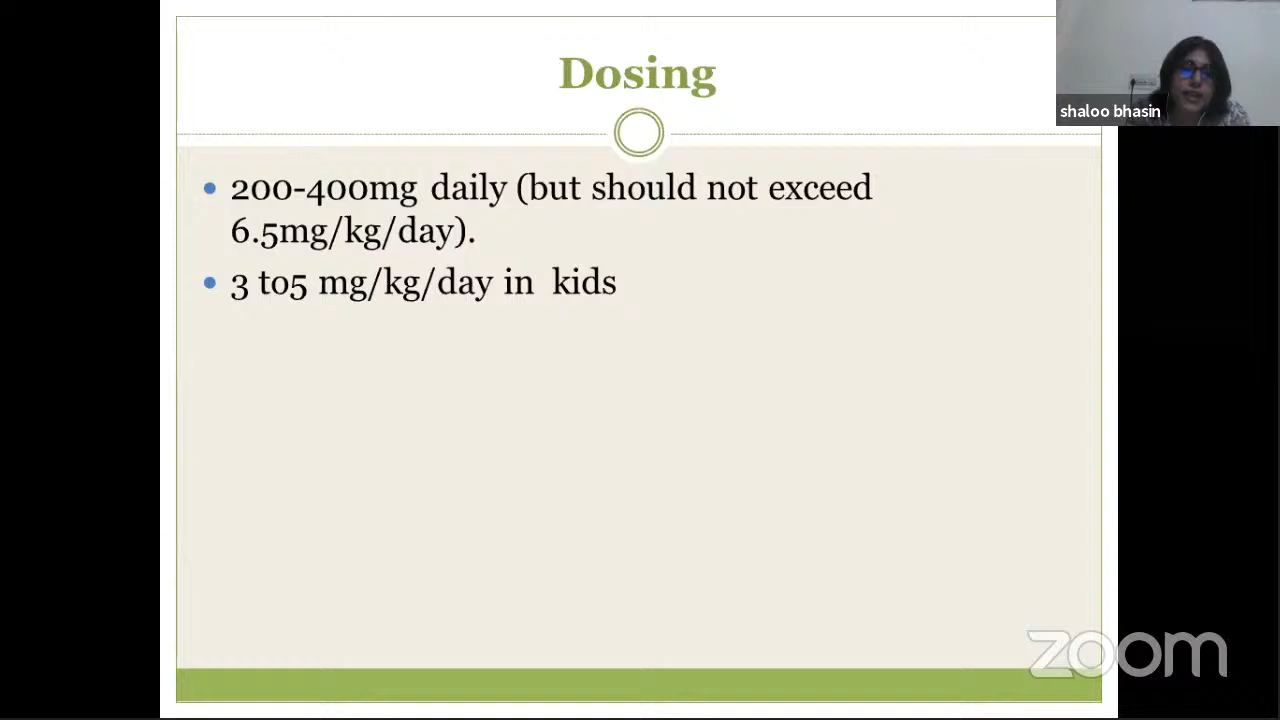 Dosing
shaloo bhasin
200-400mg daily (but should not exceed
6.5mg/kg/day).
3 to5 mg/kg/day in kids
zoom